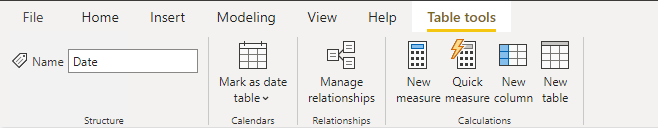 File Home Insert Modeling View Help Table tools
Name Date
Mark as date
table
Manage
relationships
New
measure
Quick
measure
New
column
New
table
Structure Calendars Relationships Calculations